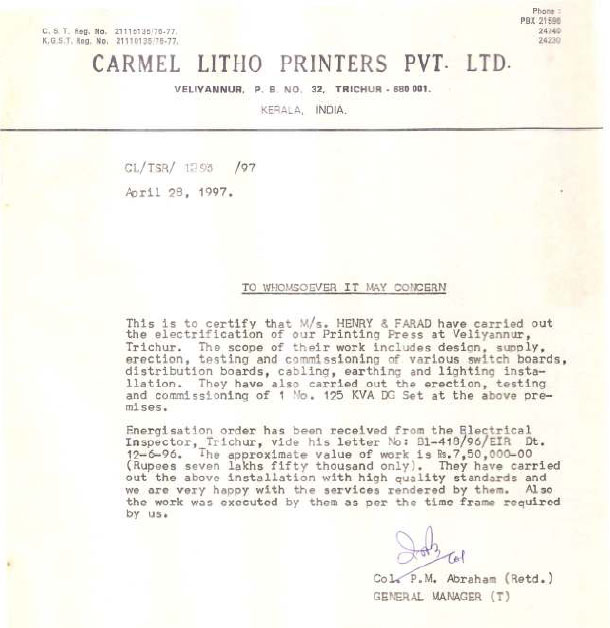 Phone :
PBX 21596
24240
24230
C. S. T. Reg. No. 21110135/76-77.
K.G.S.T. Reg. No. 21110135/76-77.
CARMEL LITHO PRINTERS PVT. LTD.
VELIYANNUR, P. B. NO. 32, TRICHUR - 680 001.
KERALA, INDIA.
CL/TSR/ 1295 /97
April 28, 1997.
TO WHOMSOEVER IT MAY CONCERN
This is to certify that M/s. HENRY & FARAD have carried out
the electrification of our Printing Press at Veliyannur,
Trichur. The scope of their work includes design, supply,
erection, testing and commissioning of various switch boards,
distribution boards, cabling, earthing and lighting insta-
llation. They have also carried out the erection, testing
and commissioning of 1 No. 125 KVA DG Set at the above pre-
mises.
Energisation order has been received from the Electrical
Inspector, Trichur, vide his letter No: B1-418/96/EIR Dt.
12-6-96. The approximate value of work is Rs.7,50,000-00
(Rupees seven lakhs fifty thousand only). They have carried
out the above installation with high quality standards and
we are very happy with the services rendered by them. Also
the work was executed by them as per the time frame required
by us.
Col
Col. P.M. Abraham (Retd.)
GENERAL MANAGER (T)